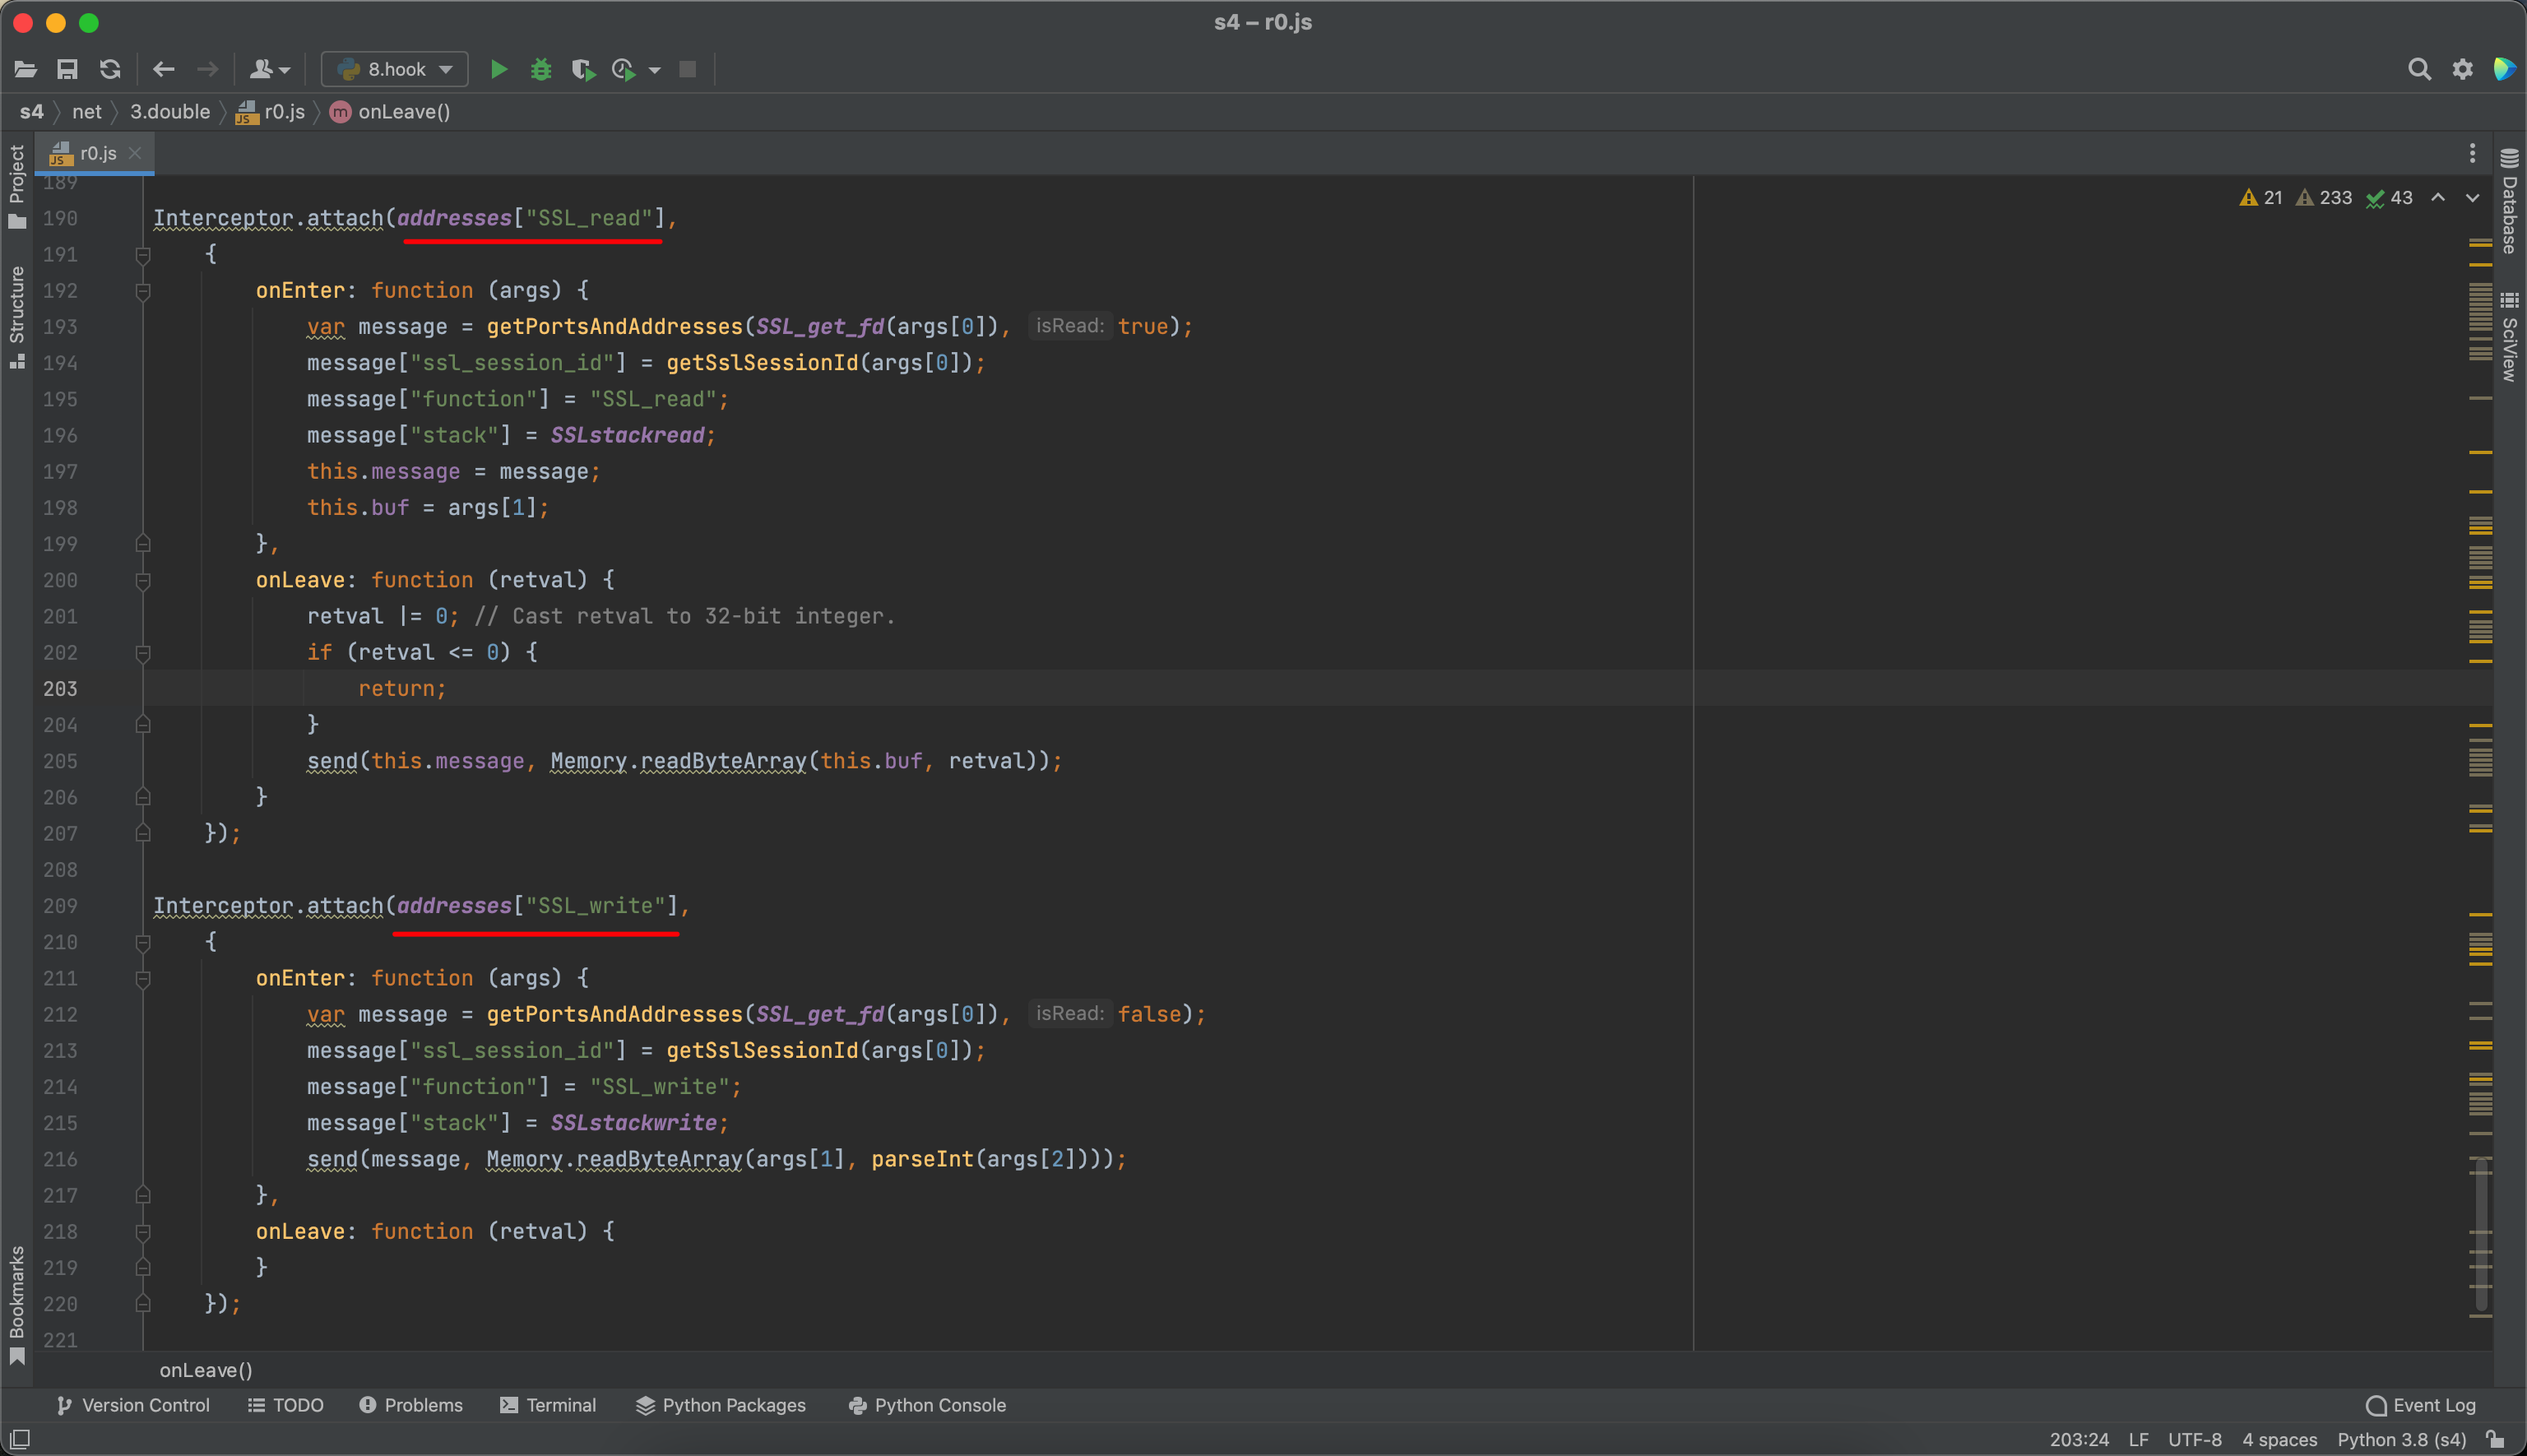 s4 – r0.js
8.hook
s4 net 3.double r0.js onLeave()
r0.js
21 233 43
Project
Structure
Bookmarks
Database
SciView
189
190 Interceptor.attach(addresses["SSL_read"],
191 {
192 onEnter: function (args) {
193 var message = getPortsAndAddresses(SSL_get_fd(args[0]), isRead: true);
194 message["ssl_session_id"] = getSslSessionId(args[0]);
195 message["function"] = "SSL_read";
196 message["stack"] = SSLstackread;
197 this.message = message;
198 this.buf = args[1];
199 },
200 onLeave: function (retval) {
201 retval |= 0; // Cast retval to 32-bit integer.
202 if (retval <= 0) {
203 return;
204 }
205 send(this.message, Memory.readByteArray(this.buf, retval));
206 }
207 });
208
209 Interceptor.attach(addresses["SSL_write"],
210 {
211 onEnter: function (args) {
212 var message = getPortsAndAddresses(SSL_get_fd(args[0]), isRead: false);
213 message["ssl_session_id"] = getSslSessionId(args[0]);
214 message["function"] = "SSL_write";
215 message["stack"] = SSLstackwrite;
216 send(message, Memory.readByteArray(args[1], parseInt(args[2])));
217 },
218 onLeave: function (retval) {
219 }
220 });
221
onLeave()
Version Control TODO Problems Terminal Python Packages Python Console Event Log
203:24 LF UTF-8 4 spaces Python 3.8 (s4)